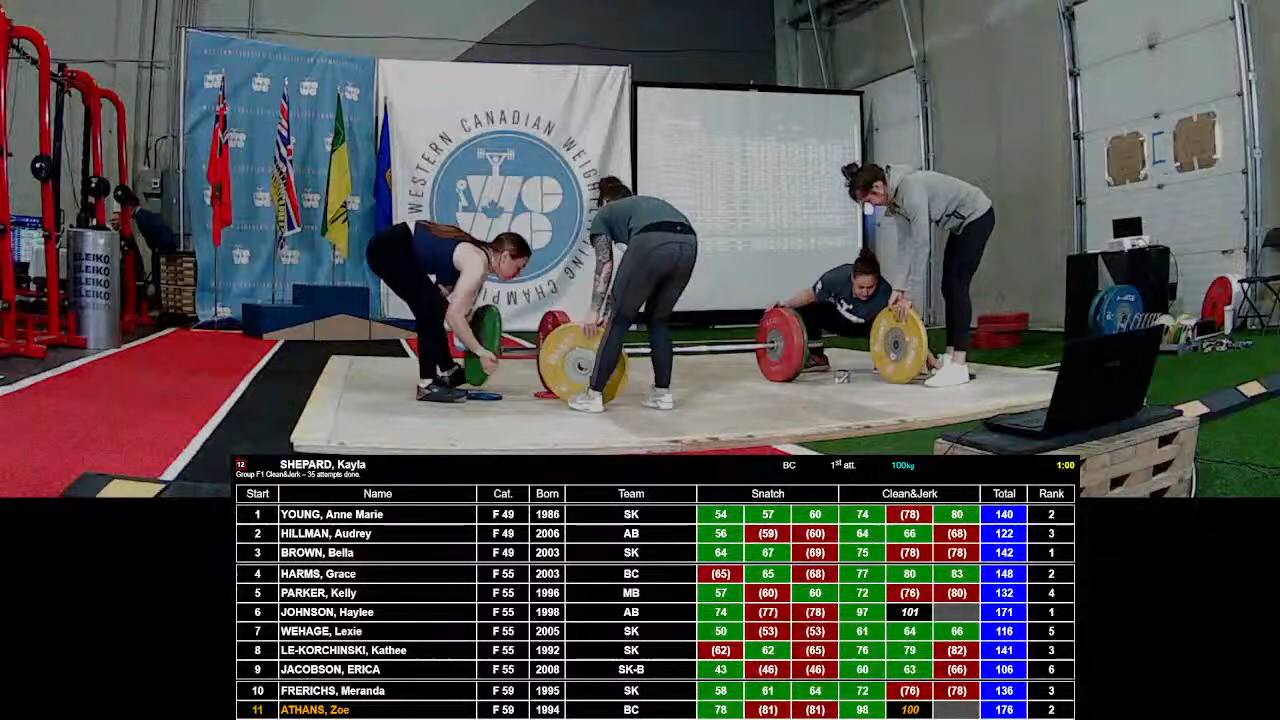 WESTERN CANADIAN WEIGHTLIFTING CHAMPIONSHIPS
WCWC
ELEIKO
ELEIKO
ELEIKO
ELEIKO
12 SHEPARD, Kayla BC 1st att. 100kg 1:00
Group F1 Clean&Jerk – 35 attempts done.
Start Name Cat. Born Team Snatch Clean&Jerk Total Rank
1 YOUNG, Anne Marie F 49 1986 SK 54 57 60 74 (78) 80 140 2
2 HILLMAN, Audrey F 49 2006 AB 56 (59) (60) 64 66 (68) 122 3
3 BROWN, Bella F 49 2003 SK 64 67 (69) 75 (78) (78) 142 1
4 HARMS, Grace F 55 2003 BC (65) 65 (68) 77 80 83 148 2
5 PARKER, Kelly F 55 1996 MB 57 (60) 60 72 (76) (80) 132 4
6 JOHNSON, Haylee F 55 1998 AB 74 (77) (78) 97 101 171 1
7 WEHAGE, Lexie F 55 2005 SK 50 (53) (53) 61 64 66 116 5
8 LE-KORCHINSKI, Kathee F 55 1992 SK (62) 62 (65) 76 79 (82) 141 3
9 JACOBSON, ERICA F 55 2008 SK-B 43 (46) (46) 60 63 (66) 106 6
10 FRERICHS, Meranda F 59 1995 SK 58 61 64 72 (76) (78) 136 3
11 ATHANS, Zoe F 59 1994 BC 78 (81) (81) 98 100 176 2